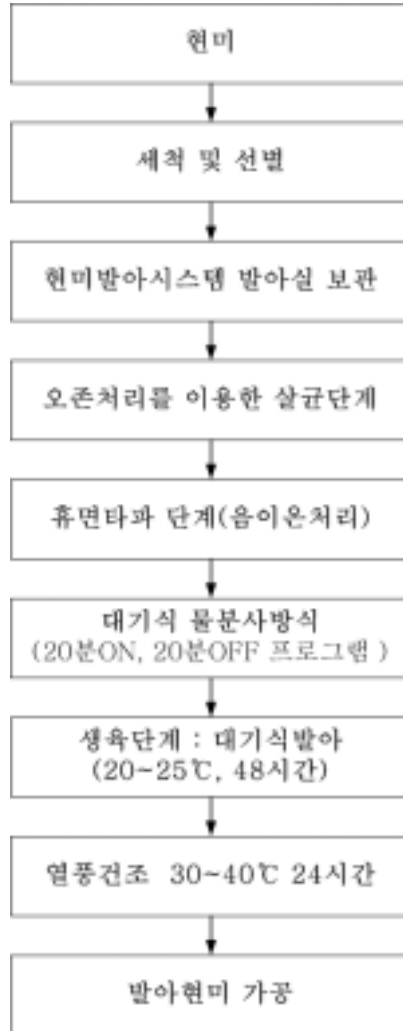 현미
세척 및 선별
현미발아시스템 발아실 보관
오존처리를 이용한 살균단계
휴면타파 단계(음이온처리)
대기식 물분사방식
(20분ON, 20분OFF 프로그램 )
생육단계 : 대기식발아
(20~25℃, 48시간)
열풍건조 30~40℃ 24시간
발아현미 가공